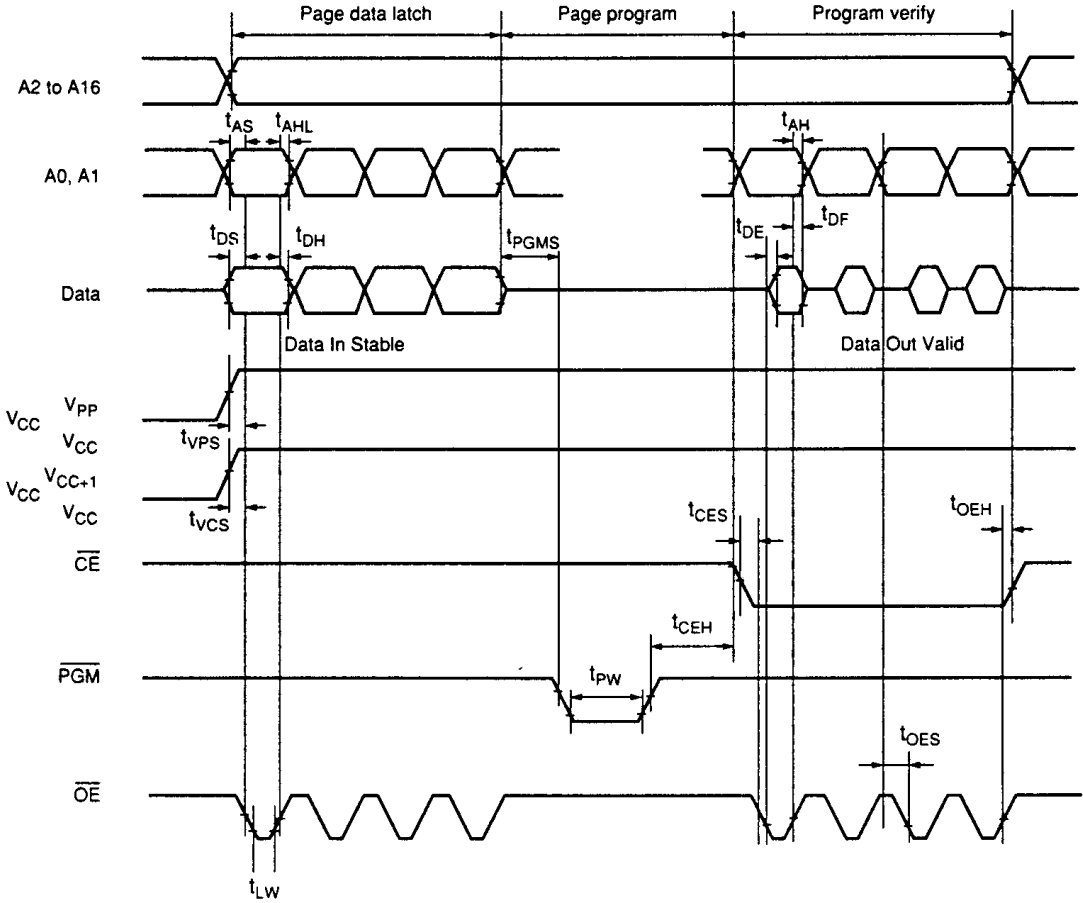 Page data latch Page program Program verify
A2 to A16
tAS tAHL tAH
A0, A1
tDS tDH tPGMS tDE tDF
Data
Data In Stable Data Out Valid
VPP
VCC
tVPS
VCC
VCC+1
VCC
tVCS
VCC
tCES tOEH
CE
tCEH
PGM
tPW
tOES
OE
tLW